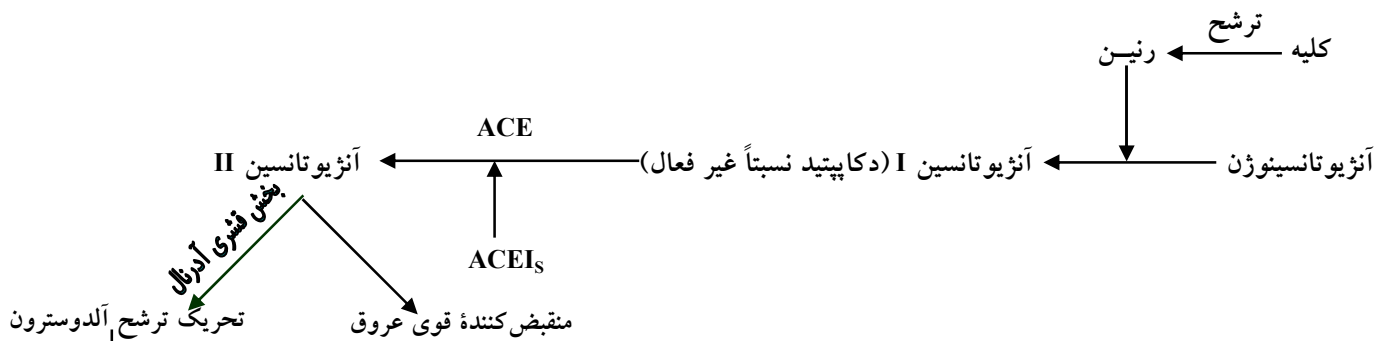 ترشح
کلیه
رنیـن
ACE
آنژیوتانسینوژن
آنژیوتانسین I (دکاپپتید نسبتاً غیر فعال)
آنژیوتانسین II
ACEIS
بخش قشری آدرنال
منقبض‌کنندهٔ قوی عروق
تحریک ترشح آلدوسترون